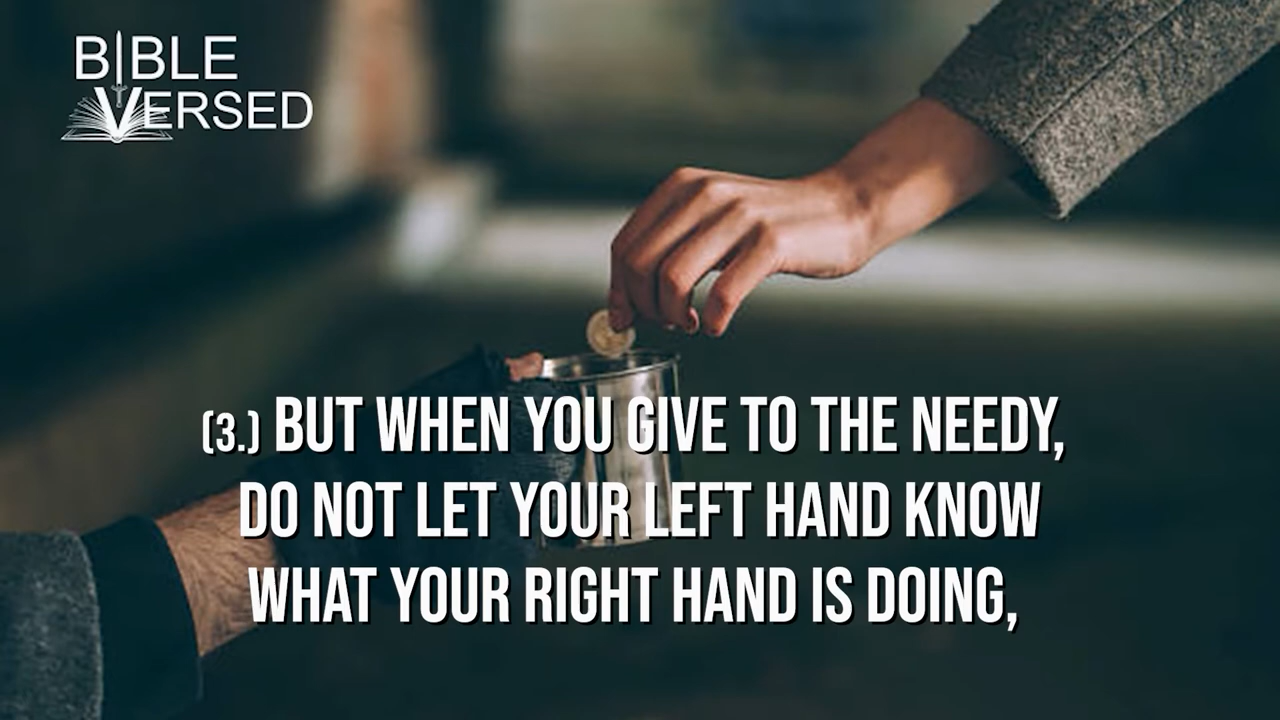 BIBLE
VERSED
(3.) BUT WHEN YOU GIVE TO THE NEEDY,
DO NOT LET YOUR LEFT HAND KNOW
WHAT YOUR RIGHT HAND IS DOING,